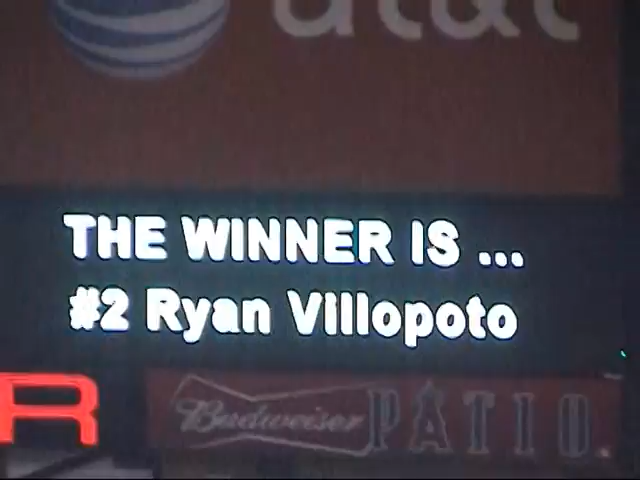 at&t
THE WINNER IS ...
#2 Ryan Villopoto
R
Budweiser PATIO